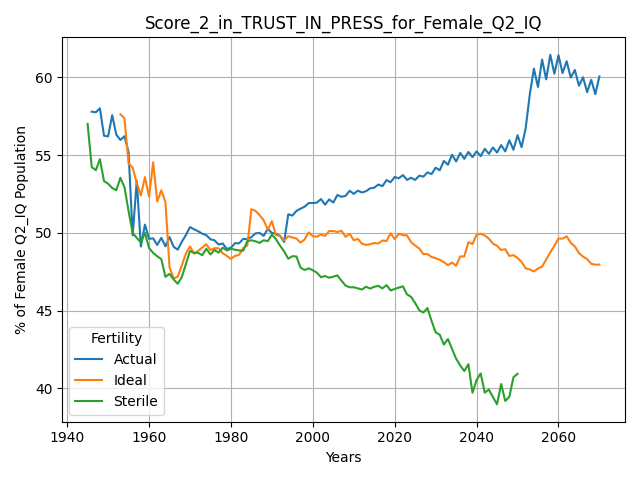 Score_2_in_TRUST_IN_PRESS_for_Female_Q2_IQ
% of Female Q2_IQ Population
60
55
50
45
40
Fertility
Actual
Ideal
Sterile
1940 1960 1980 2000 2020 2040 2060
Years